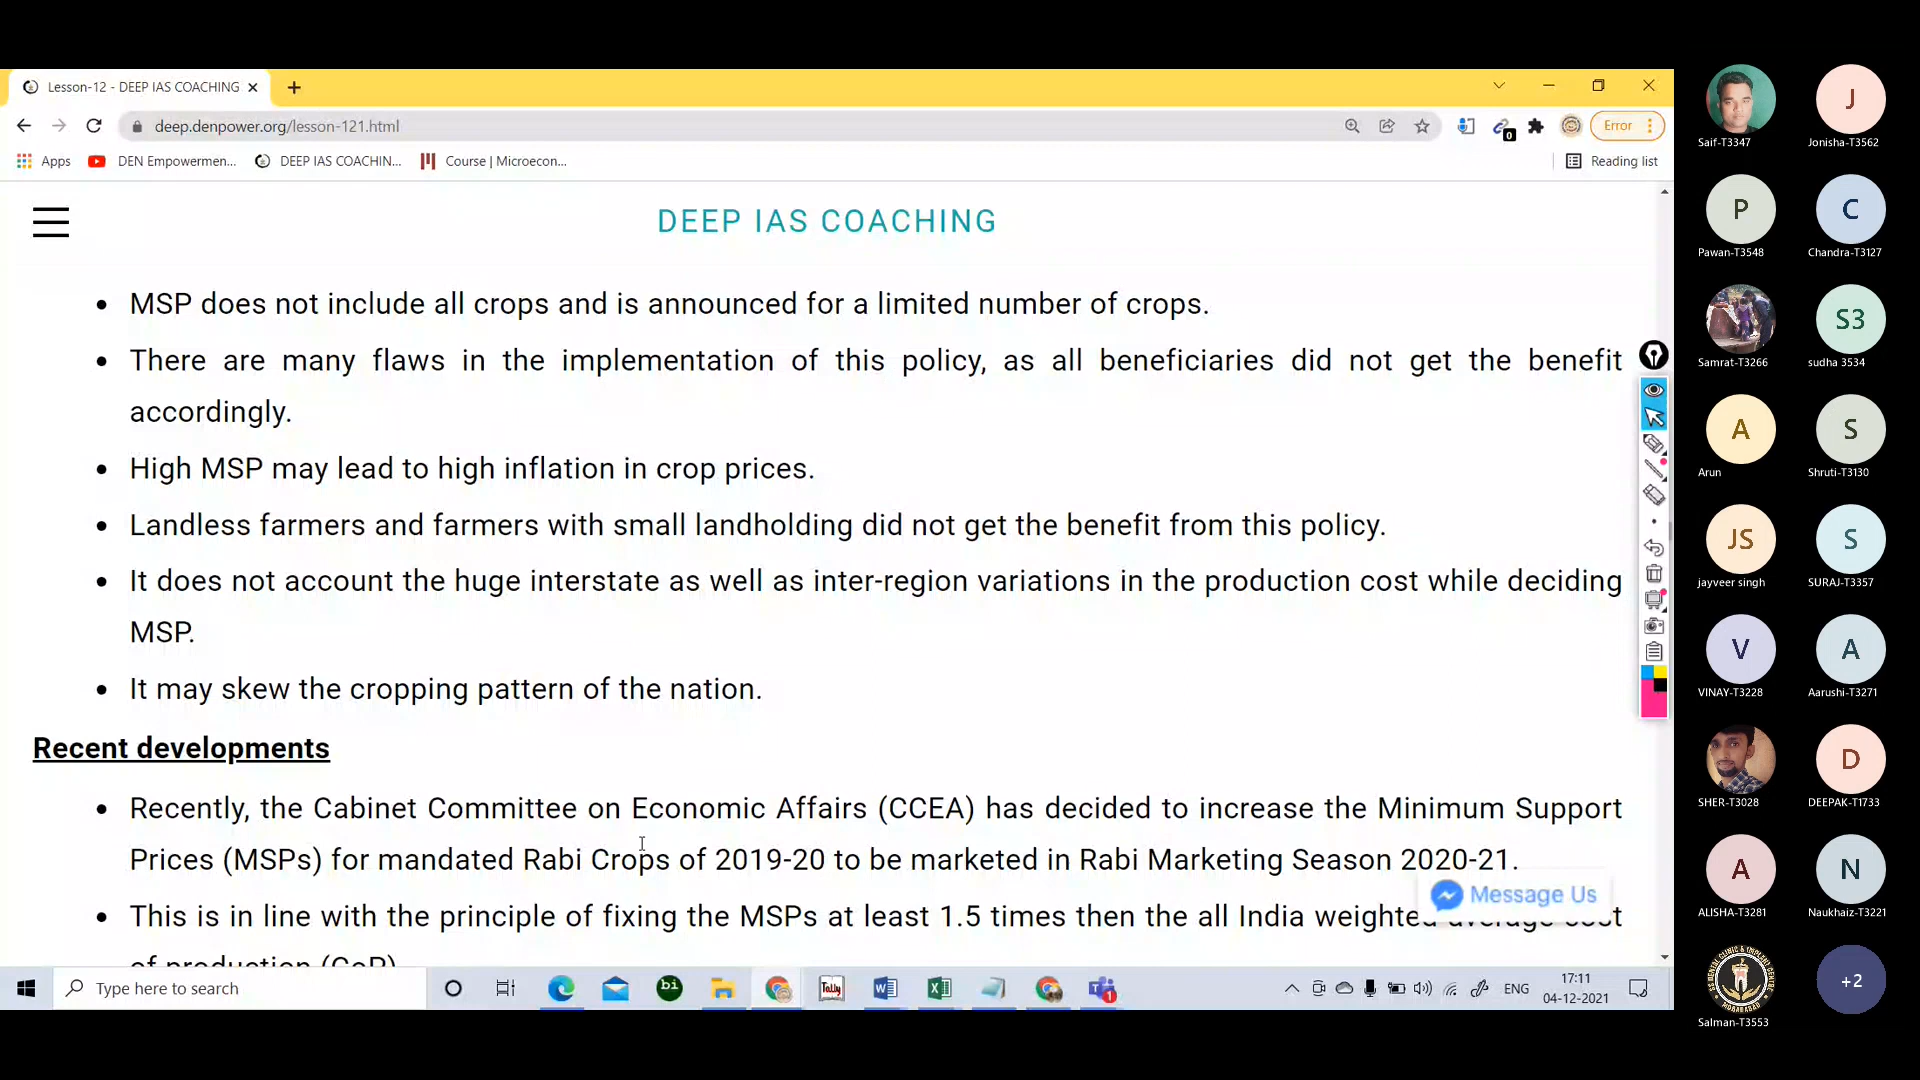 Lesson-12 - DEEP IAS COACHING
deep.denpower.org/lesson-121.html
Error
Apps
DEN Empowermen...
DEEP IAS COACHIN...
Course | Microecon...
Reading list
DEEP IAS COACHING
• MSP does not include all crops and is announced for a limited number of crops.
• There are many flaws in the implementation of this policy, as all beneficiaries did not get the benefit
accordingly.
• High MSP may lead to high inflation in crop prices.
• Landless farmers and farmers with small landholding did not get the benefit from this policy.
• It does not account the huge interstate as well as inter-region variations in the production cost while deciding
MSP.
• It may skew the cropping pattern of the nation.
Recent developments
• Recently, the Cabinet Committee on Economic Affairs (CCEA) has decided to increase the Minimum Support
Prices (MSPs) for mandated Rabi Crops of 2019-20 to be marketed in Rabi Marketing Season 2020-21.
• This is in line with the principle of fixing the MSPs at least 1.5 times then the all India weighted average cost
of production (CoP)
Message Us
Type here to search
bi
Tally
ENG
17:11
04-12-2021
Saif-T3347
J
Jonisha-T3562
P
Pawan-T3548
C
Chandra-T3127
Samrat-T3266
S3
sudha 3534
A
Arun
S
Shruti-T3130
JS
jayveer singh
S
SURAJ-T3357
V
VINAY-T3228
A
Aarushi-T3271
SHER-T3028
D
DEEPAK-T1733
A
ALISHA-T3281
N
Naukhaiz-T3221
Salman-T3553
+2